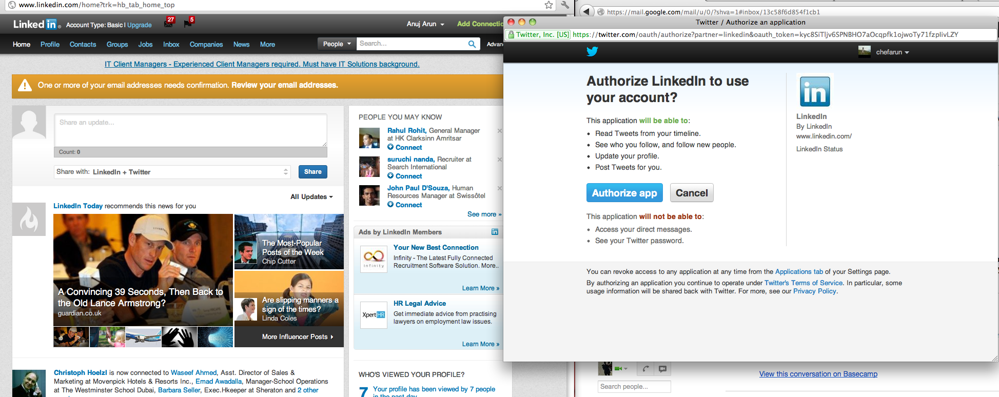 www.linkedin.com/home?trk=hb_tab_home_top
Linked in® Account Type: Basic | Upgrade 27 5 Anuj Arun Add Connectio
Home Profile Contacts Groups Jobs Inbox Companies News More People Search... Advan
IT Client Managers - Experienced Client Managers required. Must have IT Solutions background.
One or more of your email addresses needs confirmation. Review your email addresses.
Share an update...
Count: 0
Share with: LinkedIn + Twitter Share
All Updates
LinkedIn Today recommends this news for you
A Convincing 39 Seconds, Then Back to
the Old Lance Armstrong?
guardian.co.uk
The Most-Popular
Posts of the Week
Chip Cutter
Are slipping manners a
sign of the times?
Linda Coles
More Influencer Posts
Christoph Hoelzl is now connected to Waseef Ahmed, Asst. Director of Sales &
Marketing at Movenpick Hotels & Resorts Inc., Emad Awadalla, Manager-School Operations
at The Westminster School Dubai, Barbara Seller, Exec.Hkeeper at Sheraton and 2 other
PEOPLE YOU MAY KNOW
Rahul Rohit, General Manager
at HK Clarksinn Amritsar
Connect
suruchi nanda, Recruiter at
Search International
Connect
John Paul D'Souza, Human
Resources Manager at Swissôtel
Connect
See more »
Ads by LinkedIn Members in
Your New Best Connection
Infinity - The Latest Fully Connected
Recruitment Software Solution. More..
infinity
Learn More »
HR Legal Advice
Get immediate advice from practising
lawyers on employment law issues.
XpertHR
Learn More »
WHO'S VIEWED YOUR PROFILE?
7 Your profile has been viewed by 7 people
in the past day
https://mail.google.com/mail/u/0/?shva=1#inbox/13c58f6d854f1cb1
Twitter / Authorize an application
Twitter, Inc. [US] https://twitter.com/oauth/authorize?partner=linkedin&oauth_token=kyc8SiTljv6SPNBHO7aOcqpfk1ojwoTy71fzpIivLZY
chefarun
Authorize LinkedIn to use
your account?
This application will be able to:
• Read Tweets from your timeline.
• See who you follow, and follow new people.
• Update your profile.
• Post Tweets for you.
Authorize app Cancel
This application will not be able to:
• Access your direct messages.
• See your Twitter password.
in
LinkedIn
By LinkedIn
www.linkedin.com/
LinkedIn Status
You can revoke access to any application at any time from the Applications tab of your Settings page.
By authorizing an application you continue to operate under Twitter's Terms of Service. In particular, some
usage information will be shared back with Twitter. For more, see our Privacy Policy.
Search people...
View this conversation on Basecamp